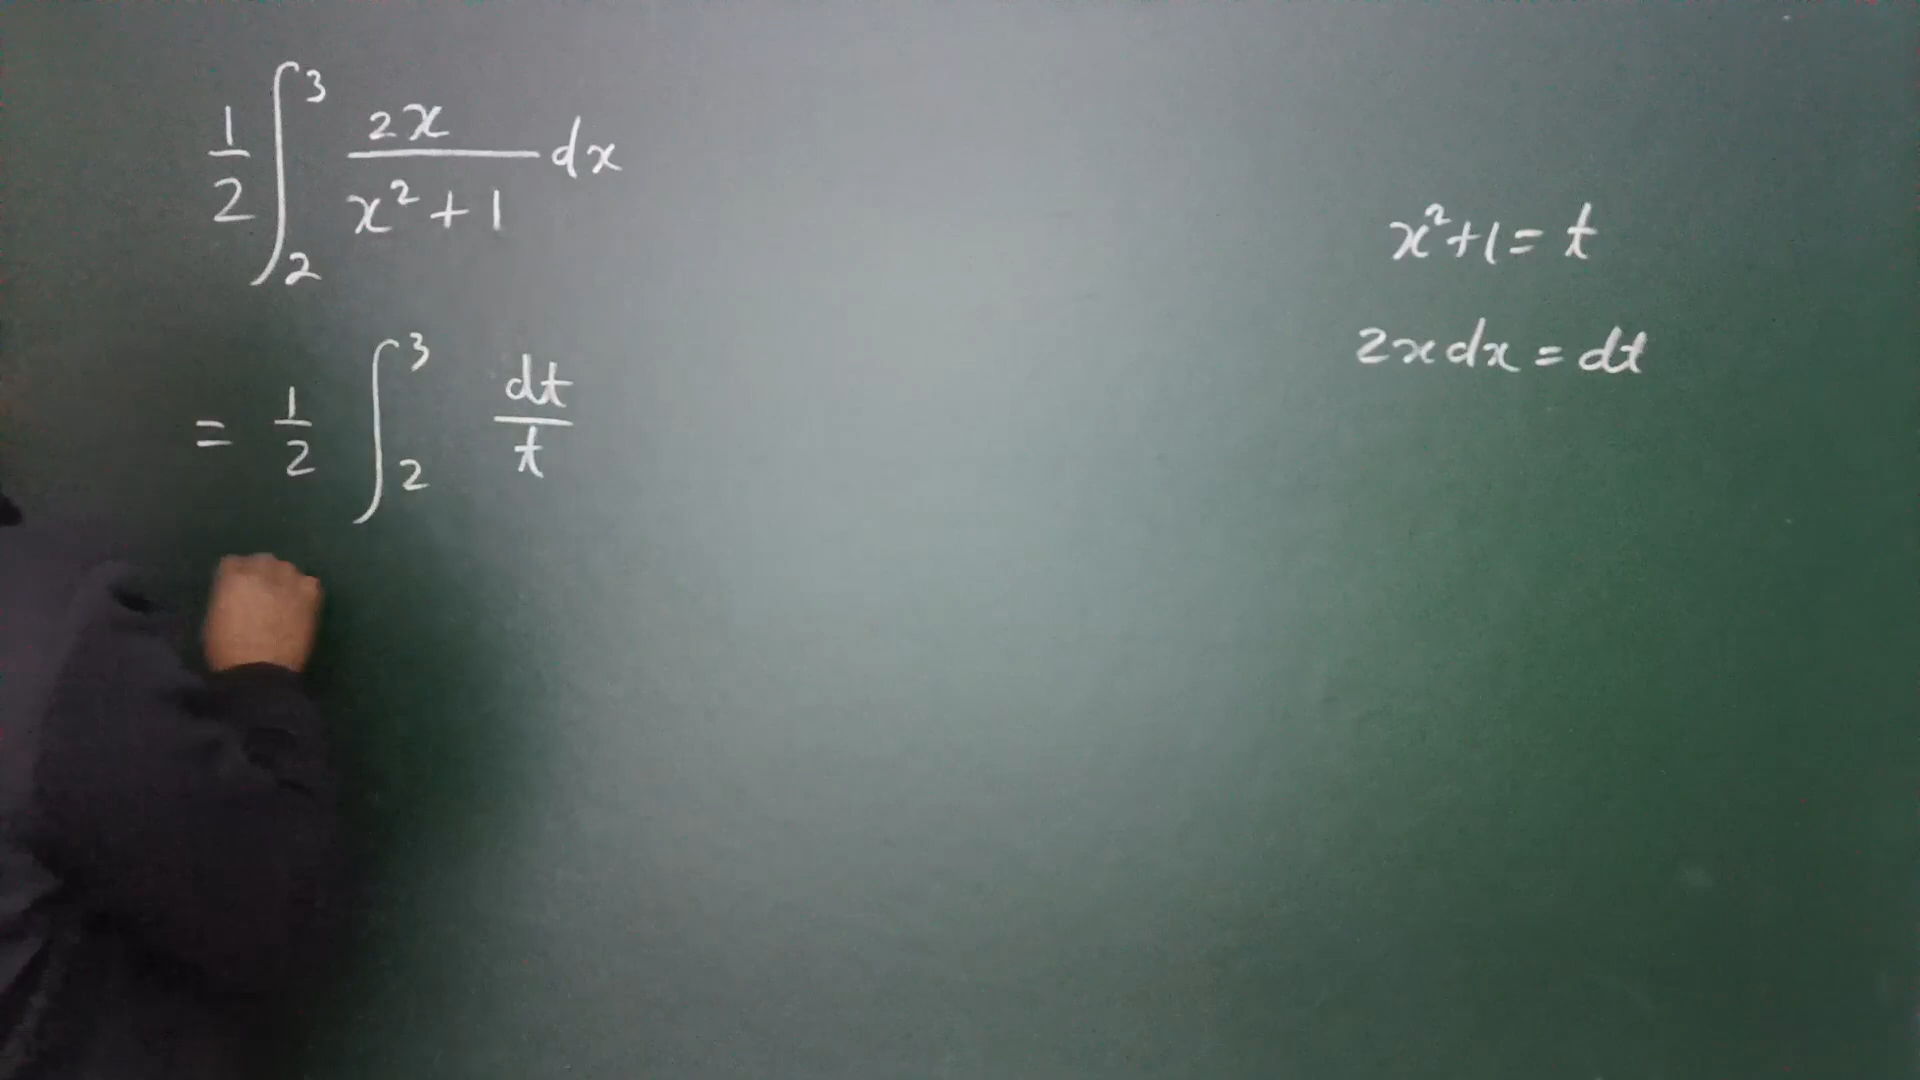 1/2 ∫₂³ 2x/(x²+1) dx
= 1/2 ∫₂³ dt/t
x²+1 = t
2x dx = dt